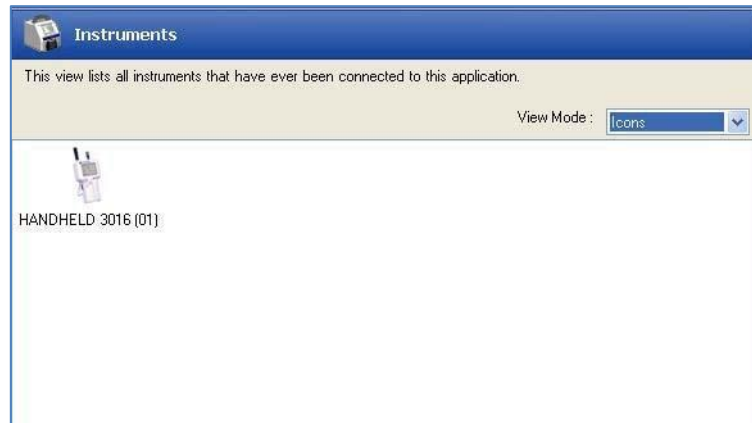 Instruments
This view lists all instruments that have ever been connected to this application.
View Mode : Icons
HANDHELD 3016 (01)